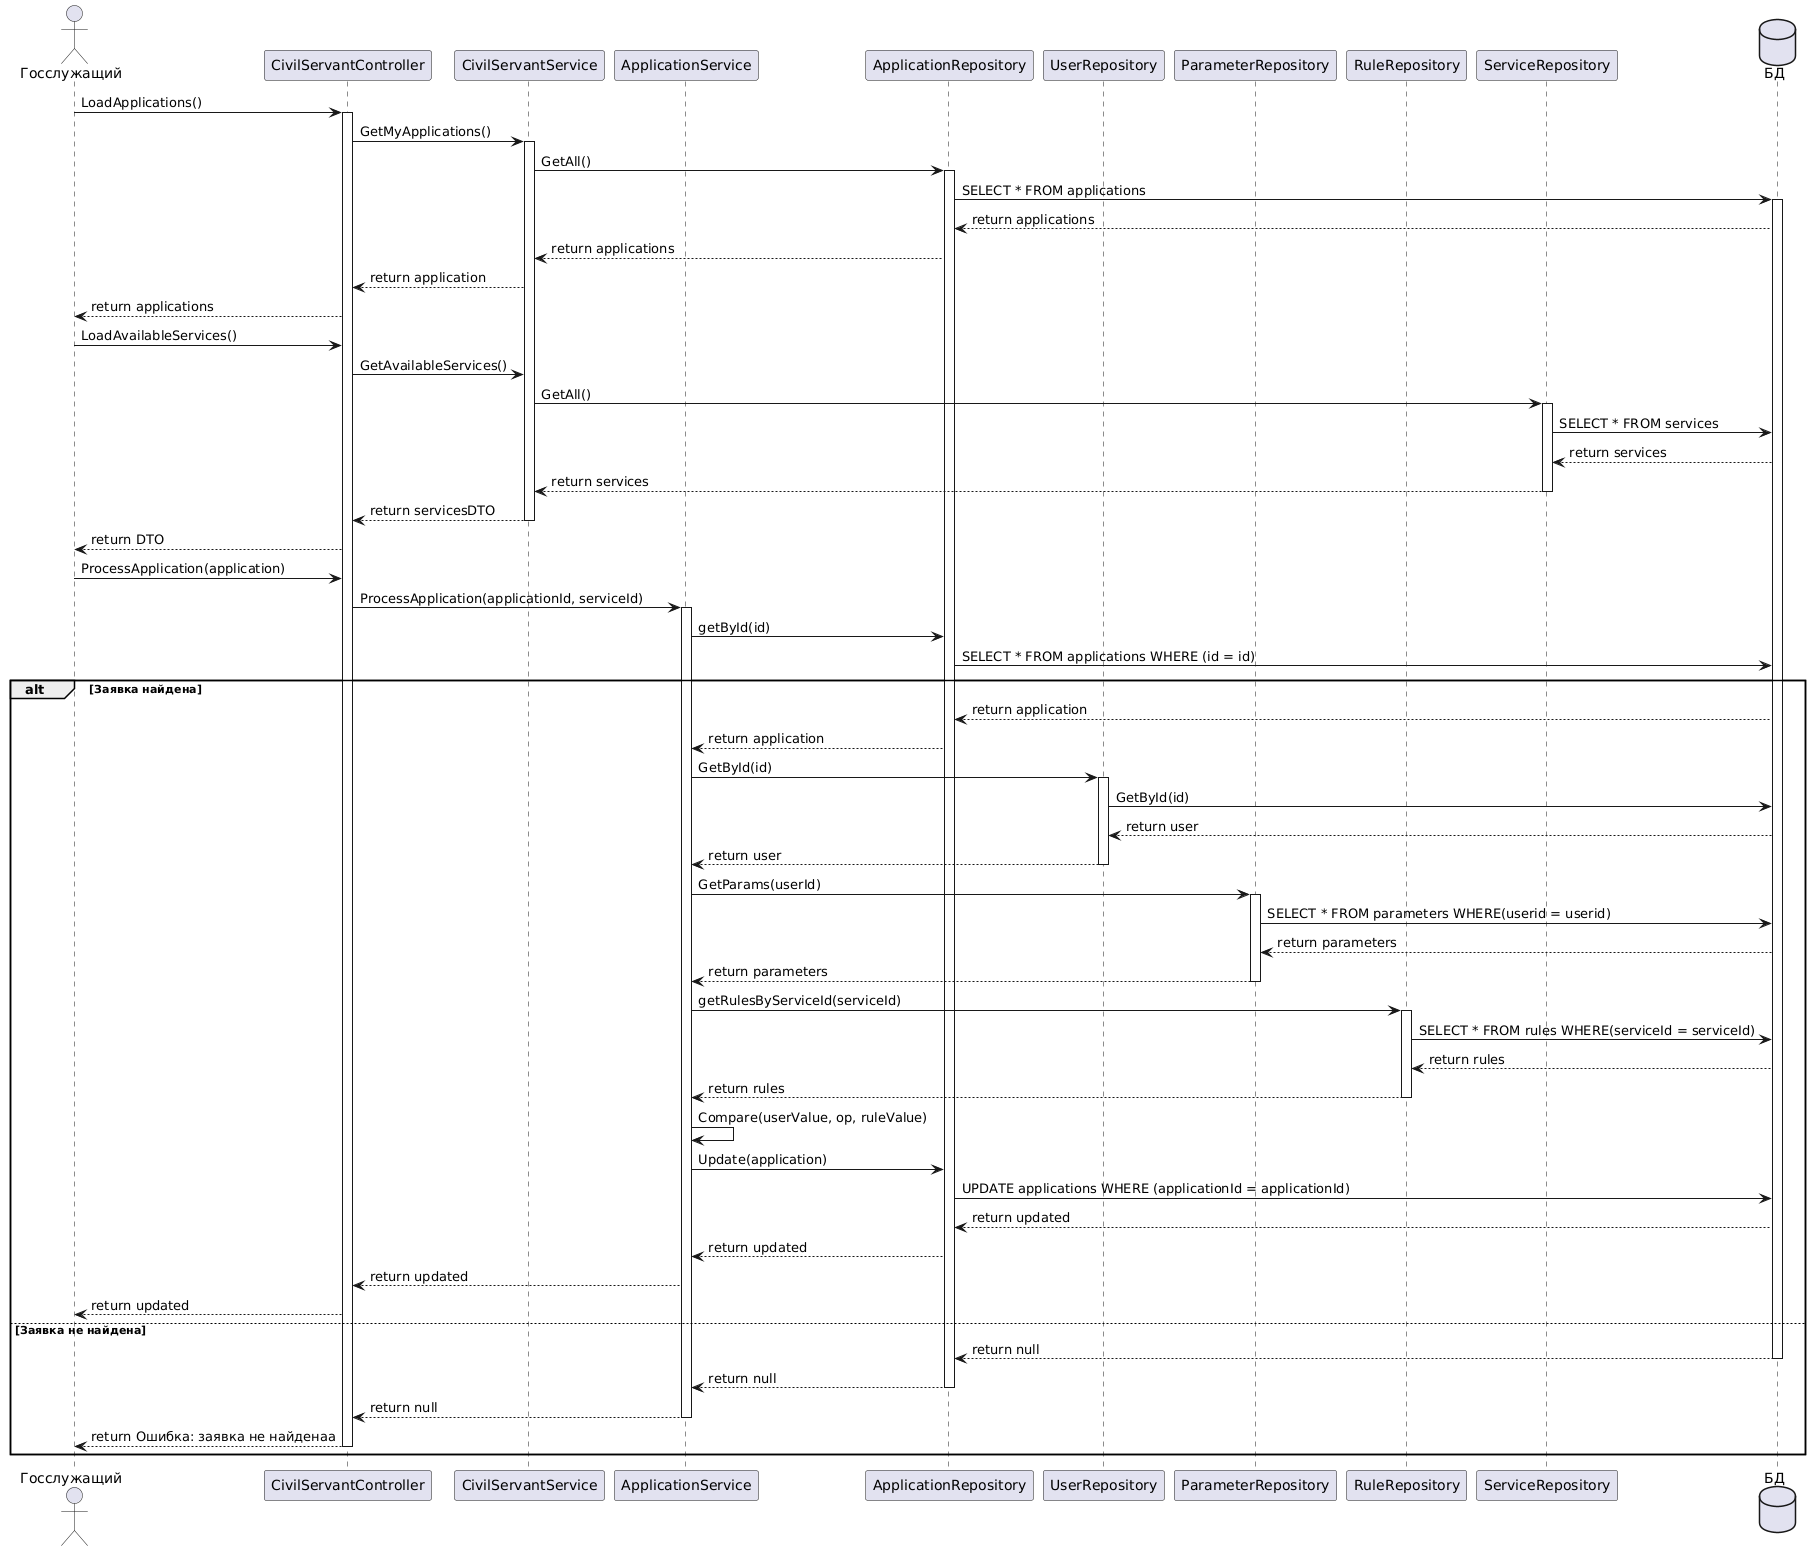 Госслужащий
CivilServantController
CivilServantService
ApplicationService
ApplicationRepository
UserRepository
ParameterRepository
RuleRepository
ServiceRepository
БД
LoadApplications()
GetMyApplications()
GetAll()
SELECT * FROM applications
return applications
return applications
return application
return applications
LoadAvailableServices()
GetAvailableServices()
GetAll()
SELECT * FROM services
return services
return services
return servicesDTO
return DTO
ProcessApplication(application)
ProcessApplication(applicationId, serviceId)
getById(id)
SELECT * FROM applications WHERE (id = id)
alt [Заявка найдена]
return application
return application
GetById(id)
GetById(id)
return user
return user
GetParams(userId)
SELECT * FROM parameters WHERE(userid = userid)
return parameters
return parameters
getRulesByServiceId(serviceId)
SELECT * FROM rules WHERE(serviceId = serviceId)
return rules
return rules
Compare(userValue, op, ruleValue)
Update(application)
UPDATE applications WHERE (applicationId = applicationId)
return updated
return updated
return updated
return updated
[Заявка не найдена]
return null
return null
return null
return Ошибка: заявка не найденаа
Госслужащий
CivilServantController
CivilServantService
ApplicationService
ApplicationRepository
UserRepository
ParameterRepository
RuleRepository
ServiceRepository
БД